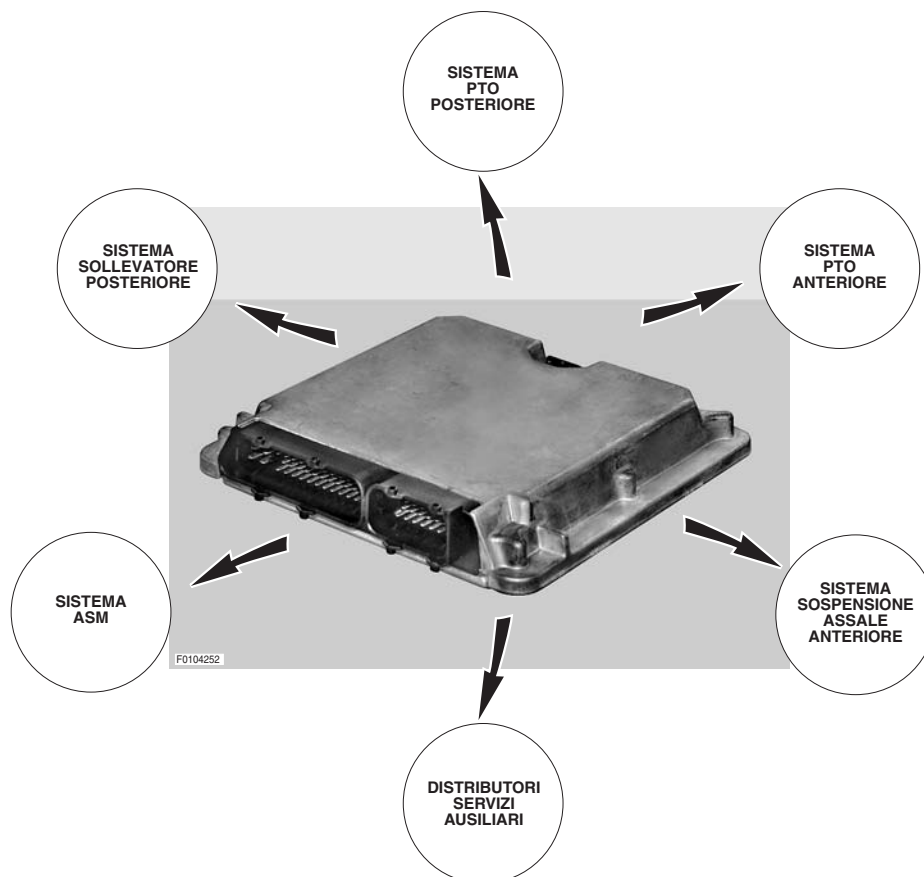 SISTEMA
PTO
POSTERIORE
SISTEMA
SOLLEVATORE
POSTERIORE
SISTEMA
PTO
ANTERIORE
SISTEMA
ASM
SISTEMA
SOSPENSIONE
ASSALE
ANTERIORE
F0104252
DISTRIBUTORI
SERVIZI
AUSILIARI